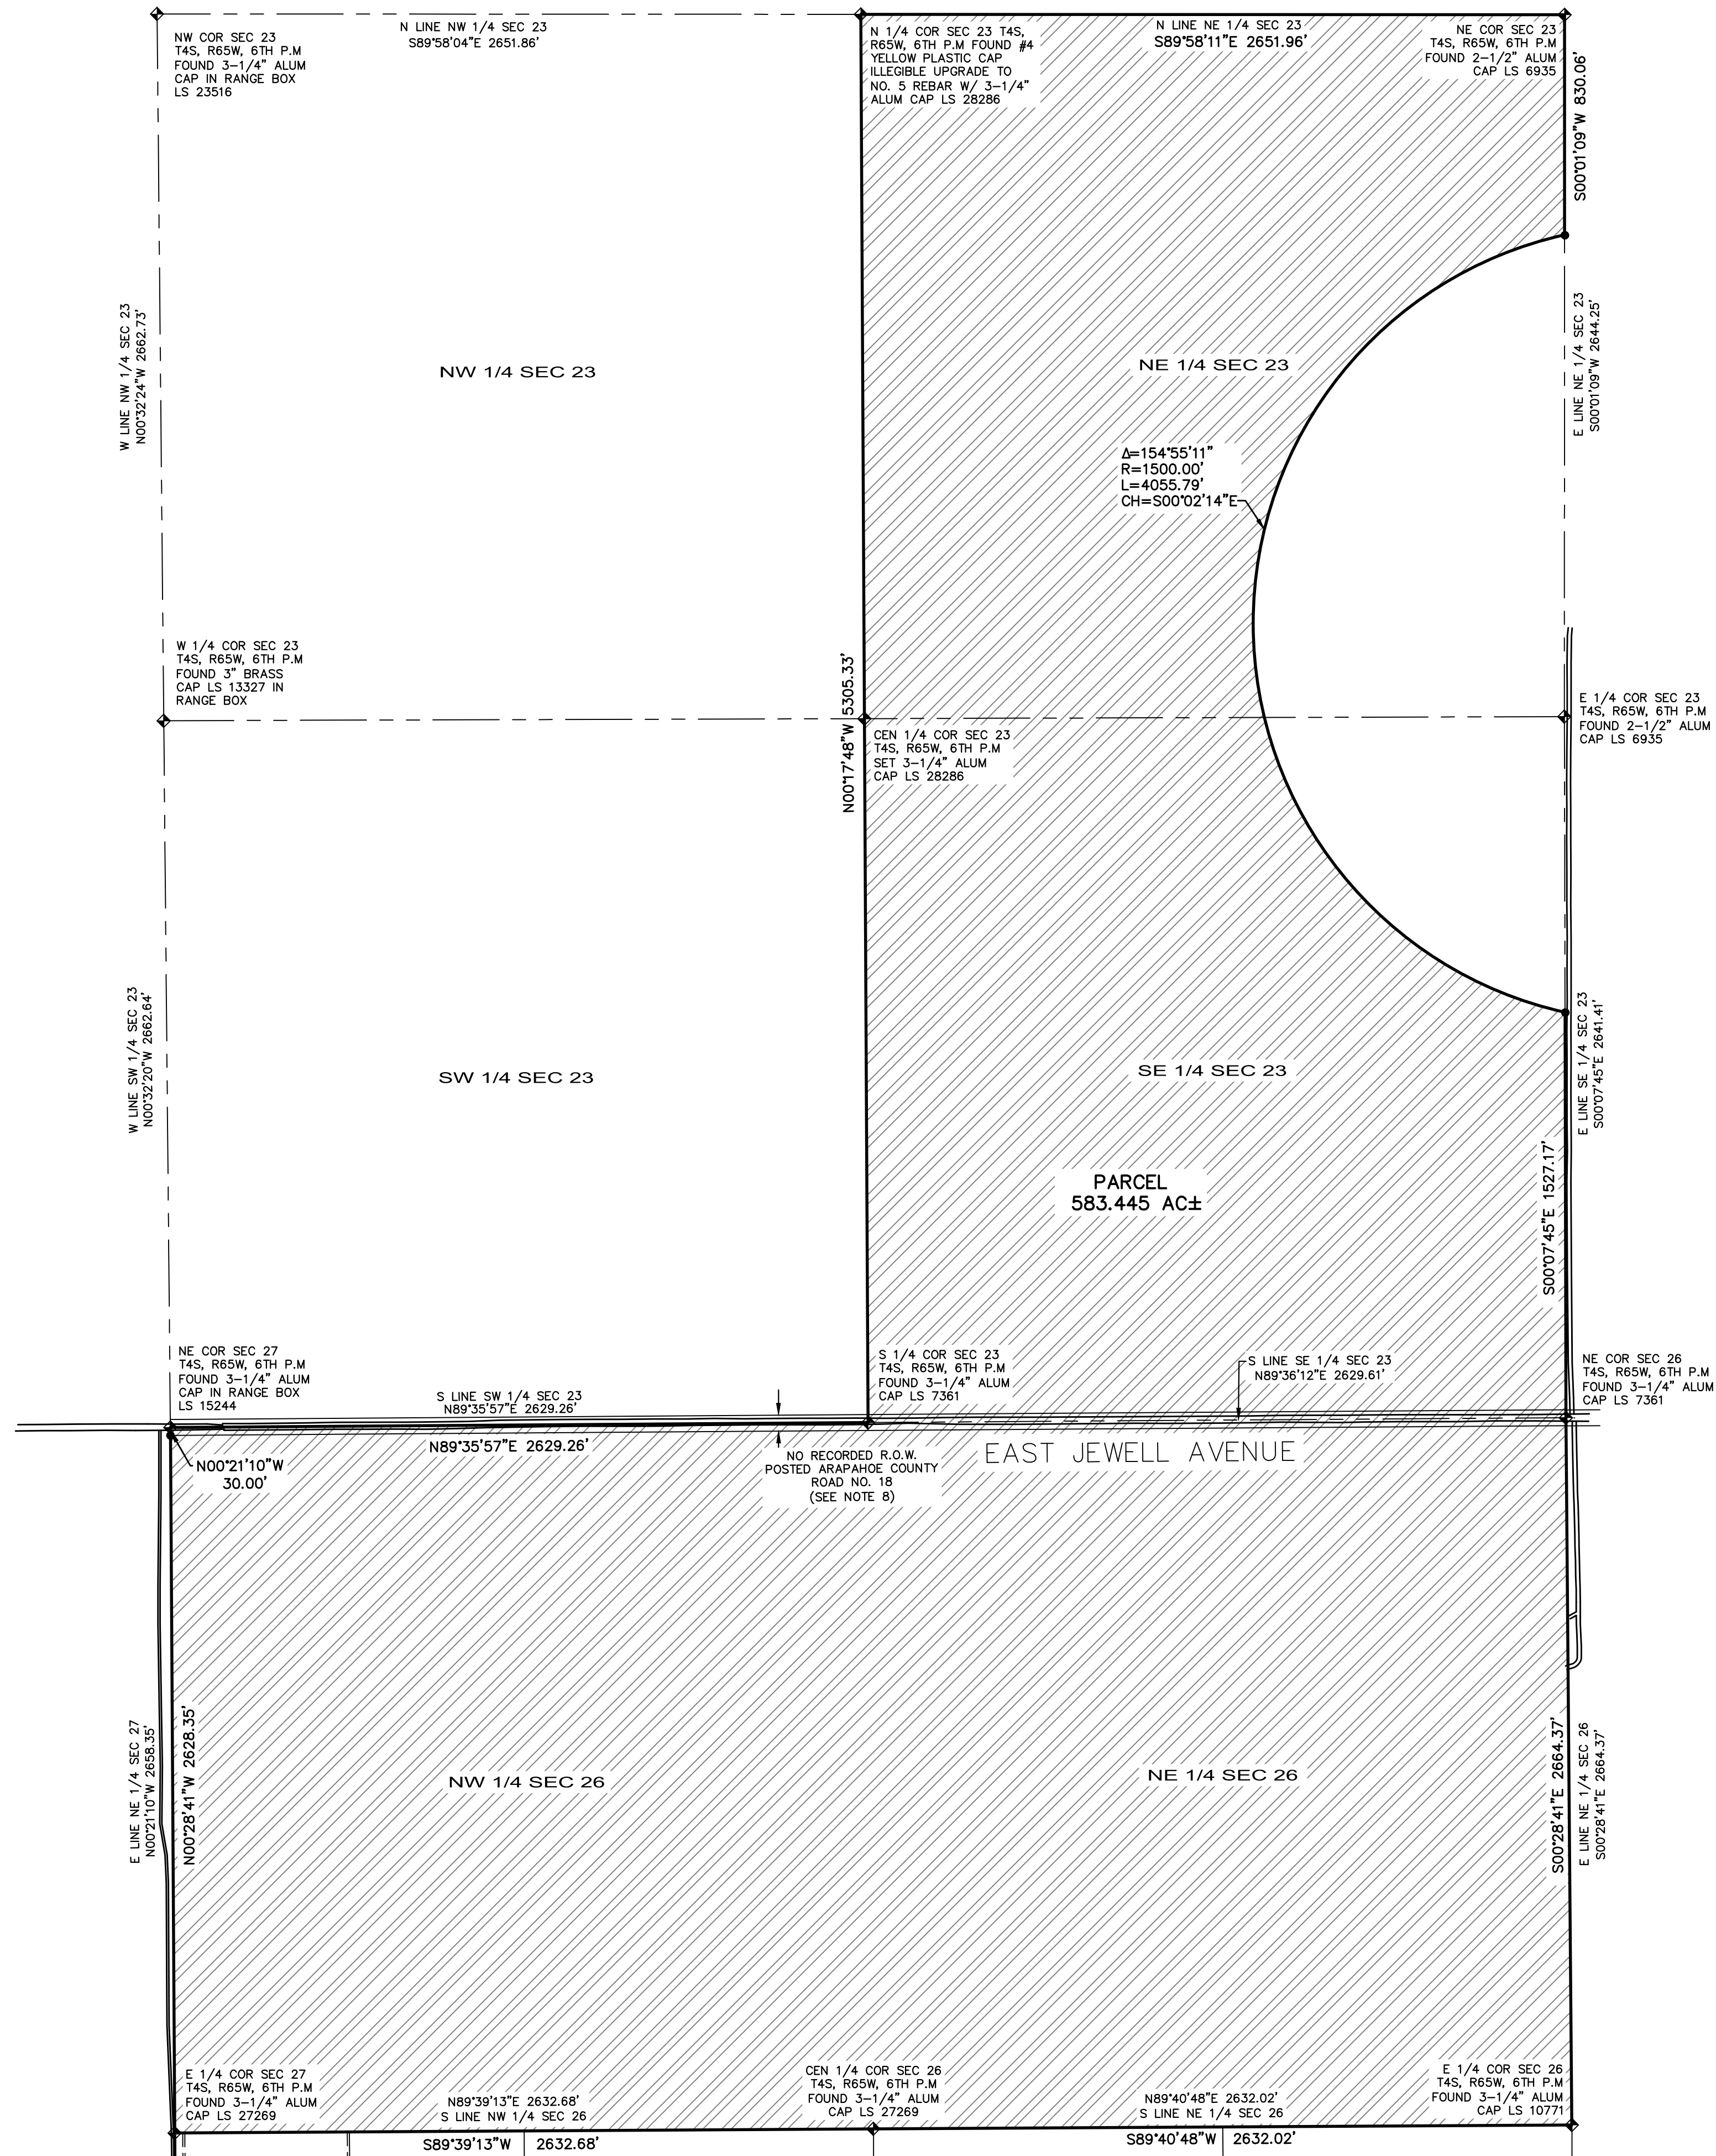 N LINE NW 1/4 SEC 23
S89°58'04"E 2651.86'
NW COR SEC 23
T4S, R65W, 6TH P.M
FOUND 3-1/4" ALUM
CAP IN RANGE BOX
LS 23516
N 1/4 COR SEC 23 T4S,
R65W, 6TH P.M FOUND #4
YELLOW PLASTIC CAP
ILLEGIBLE UPGRADE TO
NO. 5 REBAR W/ 3-1/4"
ALUM CAP LS 28286
N LINE NE 1/4 SEC 23
S89°58'11"E 2651.96'
NE COR SEC 23
T4S, R65W, 6TH P.M
FOUND 2-1/2" ALUM
CAP LS 6935
S00°01'09"W 830.06'
W LINE NW 1/4 SEC 23
N00°32'24"W 2662.73'
NW 1/4 SEC 23
NE 1/4 SEC 23
E LINE NE 1/4 SEC 23
S00°01'09"W 2644.25'
Δ=154°55'11"
R=1500.00'
L=4055.79'
CH=S00°02'14"E
W 1/4 COR SEC 23
T4S, R65W, 6TH P.M
FOUND 3" BRASS
CAP LS 13327 IN
RANGE BOX
N00°17'48"W 5305.33'
CEN 1/4 COR SEC 23
T4S, R65W, 6TH P.M
SET 3-1/4" ALUM
CAP LS 28286
E 1/4 COR SEC 23
T4S, R65W, 6TH P.M
FOUND 2-1/2" ALUM
CAP LS 6935
W LINE SW 1/4 SEC 23
N00°32'20"W 2662.64'
SW 1/4 SEC 23
SE 1/4 SEC 23
E LINE SE 1/4 SEC 23
S00°07'45"E 2641.41'
PARCEL
583.445 AC±
S00°07'45"E 1527.17'
NE COR SEC 27
T4S, R65W, 6TH P.M
FOUND 3-1/4" ALUM
CAP IN RANGE BOX
LS 15244
S LINE SW 1/4 SEC 23
N89°35'57"E 2629.26'
S 1/4 COR SEC 23
T4S, R65W, 6TH P.M
FOUND 3-1/4" ALUM
CAP LS 7361
S LINE SE 1/4 SEC 23
N89°36'12"E 2629.61'
NE COR SEC 26
T4S, R65W, 6TH P.M
FOUND 3-1/4" ALUM
CAP LS 7361
N00°21'10"W
30.00'
N89°35'57"E 2629.26'
NO RECORDED R.O.W.
POSTED ARAPAHOE COUNTY
ROAD NO. 18
(SEE NOTE 8)
EAST JEWELL AVENUE
E LINE NE 1/4 SEC 27
N00°21'10"W 2658.35'
N00°28'41"W 2628.35'
NW 1/4 SEC 26
NE 1/4 SEC 26
S00°28'41"E 2664.37'
E LINE NE 1/4 SEC 26
S00°28'41"E 2664.37'
E 1/4 COR SEC 27
T4S, R65W, 6TH P.M
FOUND 3-1/4" ALUM
CAP LS 27269
N89°39'13"E 2632.68'
S LINE NW 1/4 SEC 26
CEN 1/4 COR SEC 26
T4S, R65W, 6TH P.M
FOUND 3-1/4" ALUM
CAP LS 27269
N89°40'48"E 2632.02'
S LINE NE 1/4 SEC 26
E 1/4 COR SEC 26
T4S, R65W, 6TH P.M
FOUND 3-1/4" ALUM
CAP LS 10771
S89°39'13"W 2632.68'
S89°40'48"W 2632.02'